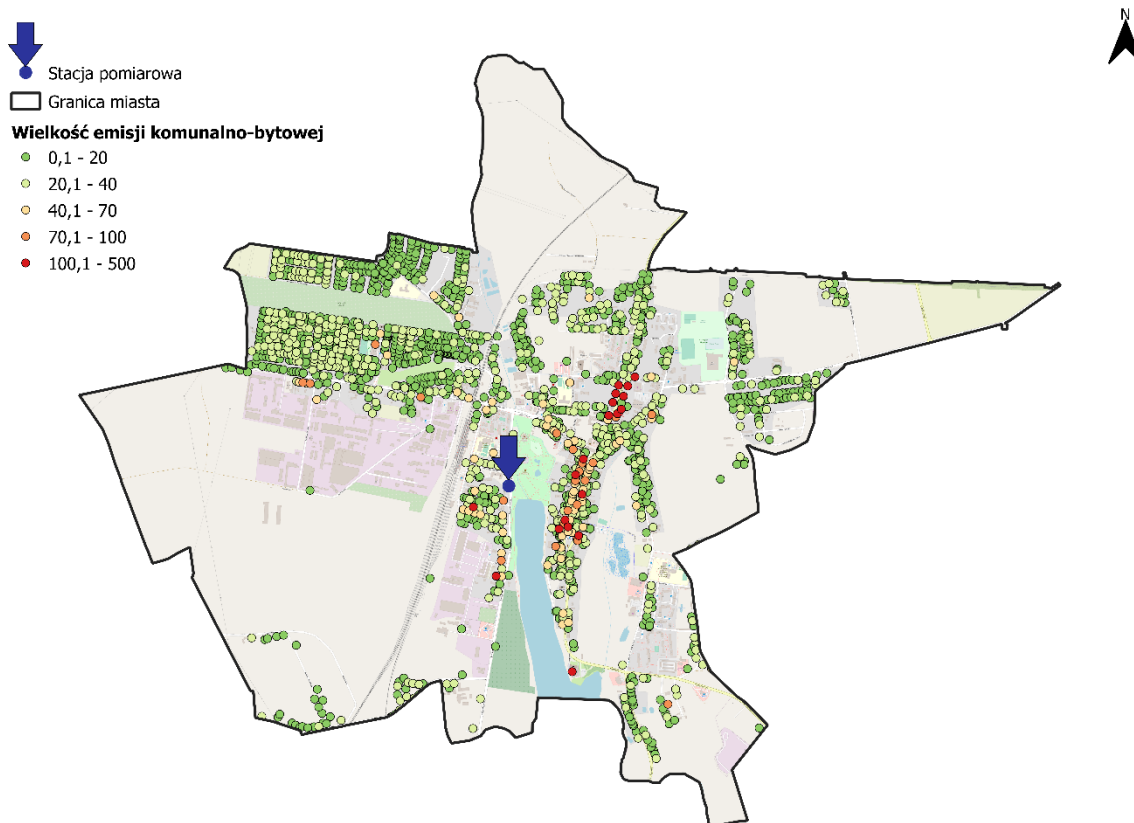 N
Stacja pomiarowa
Granica miasta
Wielkość emisji komunalno-bytowej
0,1 - 20
20,1 - 40
40,1 - 70
70,1 - 100
100,1 - 500